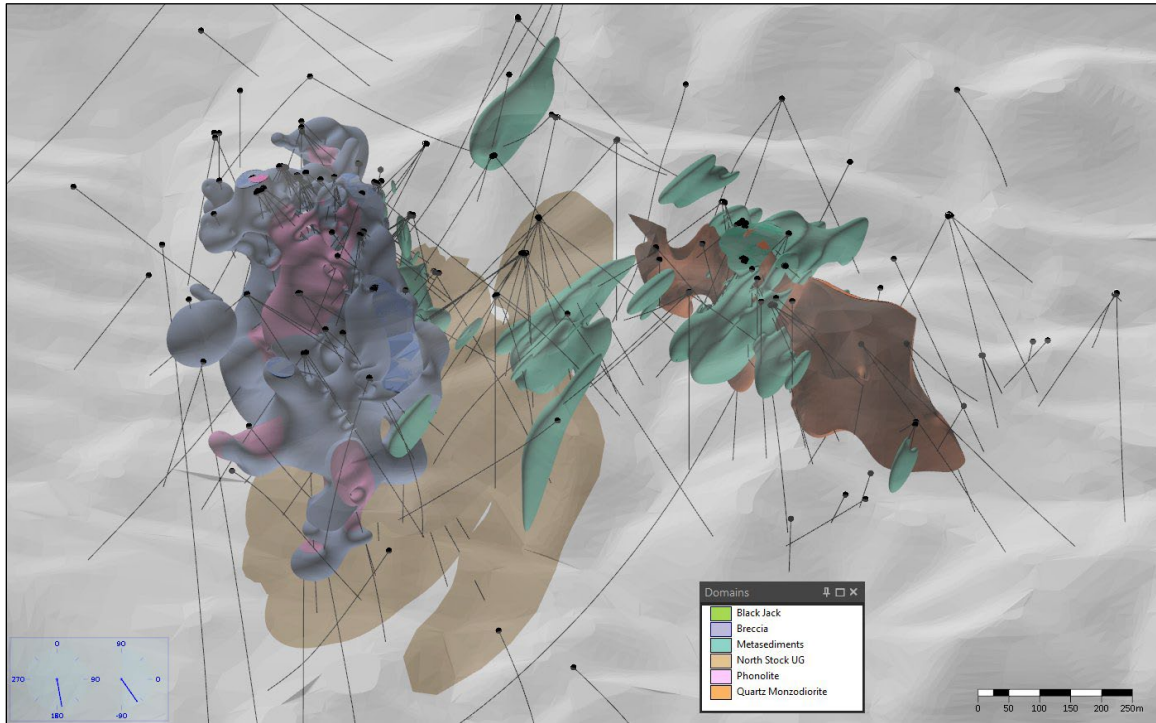 Domains
Black Jack
Breccia
Metasediments
North Stock UG
Phonolite
Quartz Monzodiorite
0 90
270 90 0
180 -90
0 50 100 150 200 250m